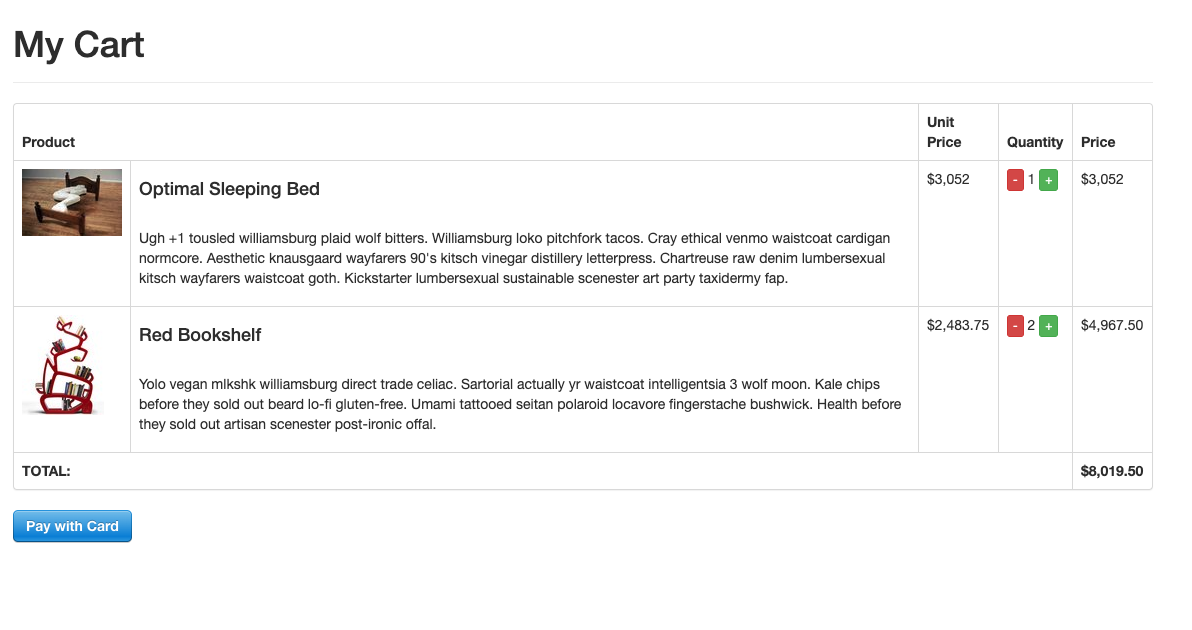 My Cart
Product
Unit
Price
Quantity
Price
Optimal Sleeping Bed
$3,052
- 1 +
$3,052
Ugh +1 tousled williamsburg plaid wolf bitters. Williamsburg loko pitchfork tacos. Cray ethical venmo waistcoat cardigan
normcore. Aesthetic knausgaard wayfarers 90's kitsch vinegar distillery letterpress. Chartreuse raw denim lumbersexual
kitsch wayfarers waistcoat goth. Kickstarter lumbersexual sustainable scenester art party taxidermy fap.
Red Bookshelf
$2,483.75
- 2 +
$4,967.50
Yolo vegan mlkshk williamsburg direct trade celiac. Sartorial actually yr waistcoat intelligentsia 3 wolf moon. Kale chips
before they sold out beard lo-fi gluten-free. Umami tattooed seitan polaroid locavore fingerstache bushwick. Health before
they sold out artisan scenester post-ironic offal.
TOTAL:
$8,019.50
Pay with Card